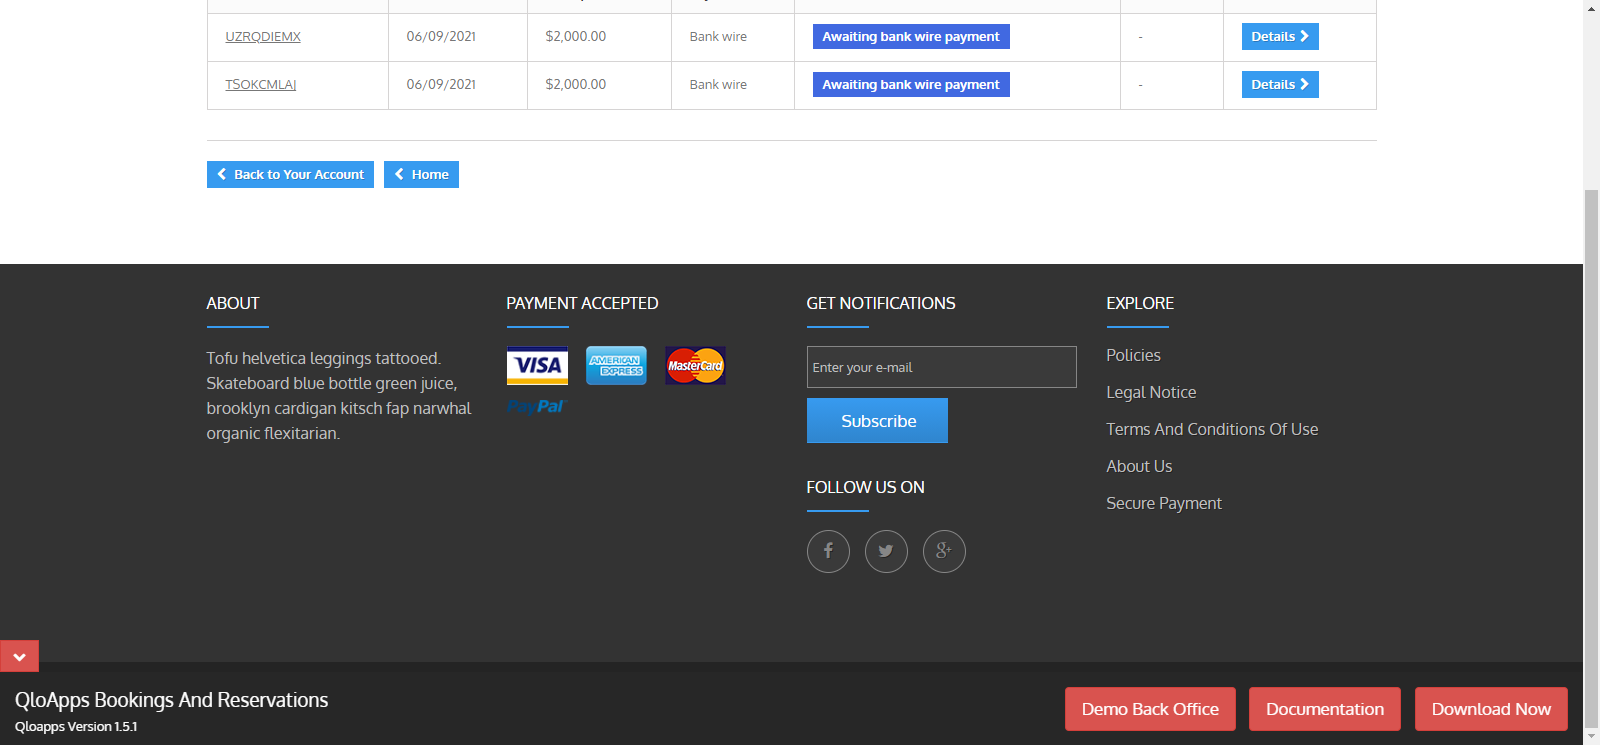 UZRQDIEMX 06/09/2021 $2,000.00 Bank wire Awaiting bank wire payment - Details
TSOKCMLAJ 06/09/2021 $2,000.00 Bank wire Awaiting bank wire payment - Details
Back to Your Account Home
ABOUT
Tofu helvetica leggings tattooed.
Skateboard blue bottle green juice,
brooklyn cardigan kitsch fap narwhal
organic flexitarian.
PAYMENT ACCEPTED
VISA AMERICAN EXPRESS MasterCard
PayPal
GET NOTIFICATIONS
Enter your e-mail
Subscribe
FOLLOW US ON
EXPLORE
Policies
Legal Notice
Terms And Conditions Of Use
About Us
Secure Payment
QloApps Bookings And Reservations
Qloapps Version 1.5.1
Demo Back Office Documentation Download Now